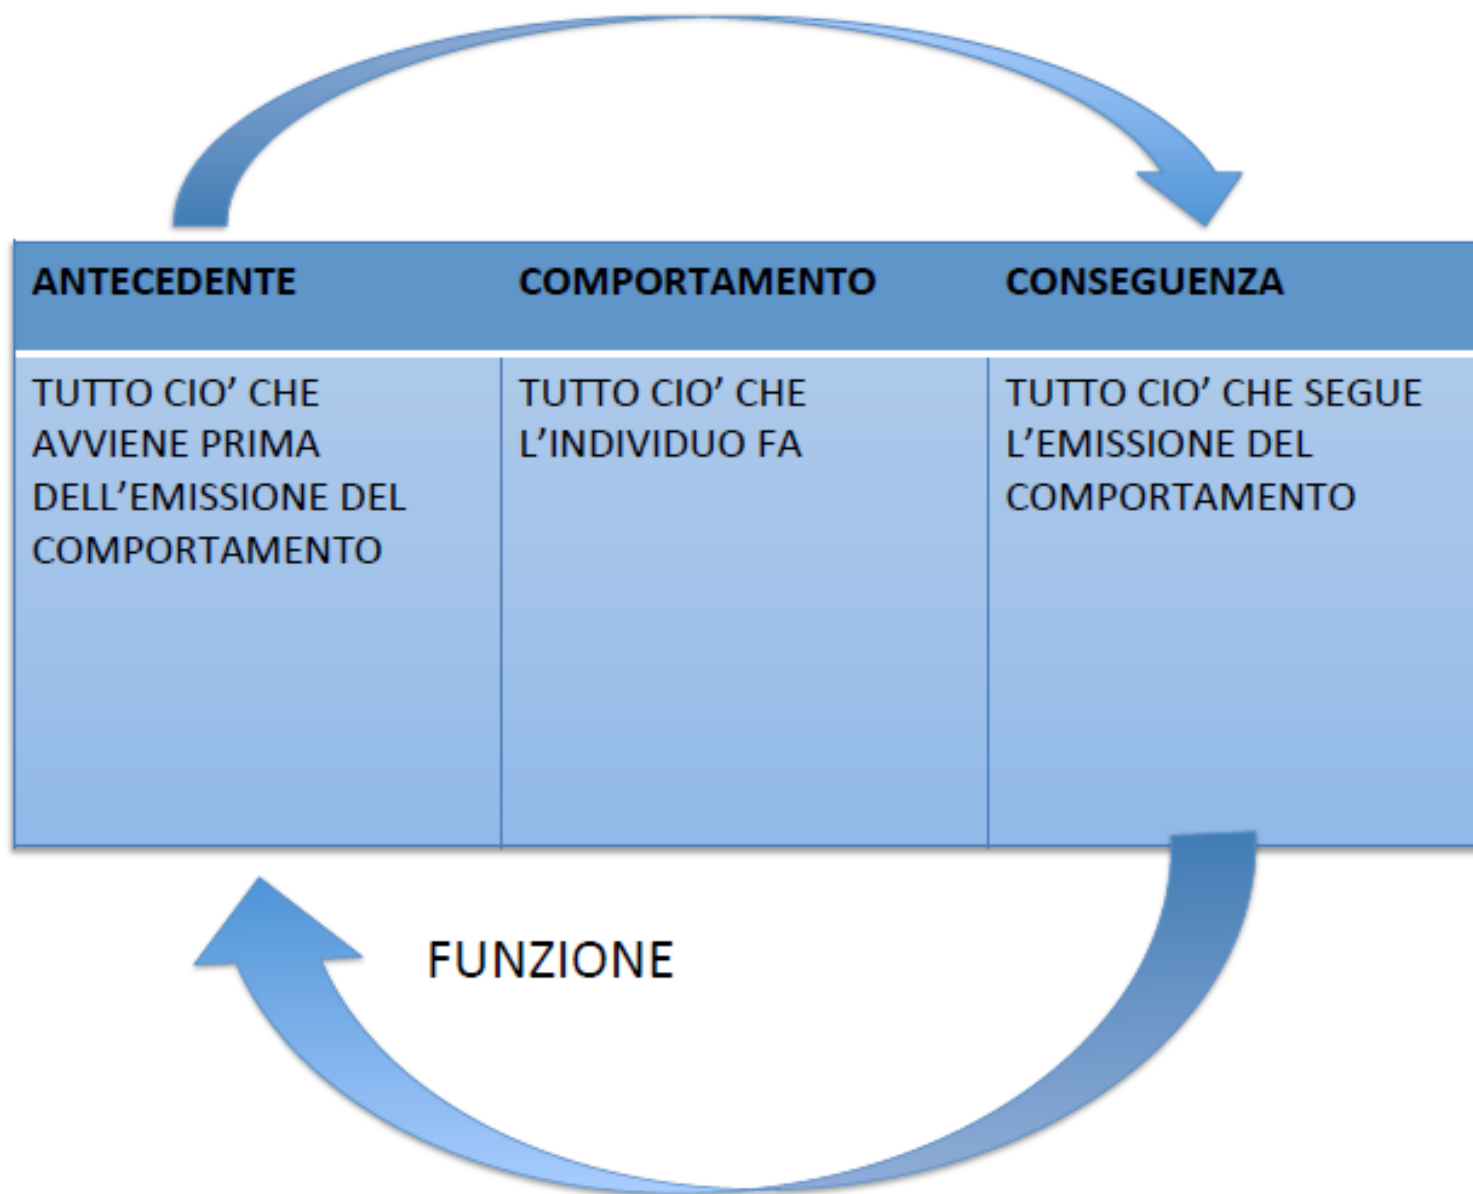 ANTECEDENTE
COMPORTAMENTO
CONSEGUENZA
TUTTO CIO’ CHE
AVVIENE PRIMA
DELL’EMISSIONE DEL
COMPORTAMENTO
TUTTO CIO’ CHE
L’INDIVIDUO FA
TUTTO CIO’ CHE SEGUE
L’EMISSIONE DEL
COMPORTAMENTO
FUNZIONE